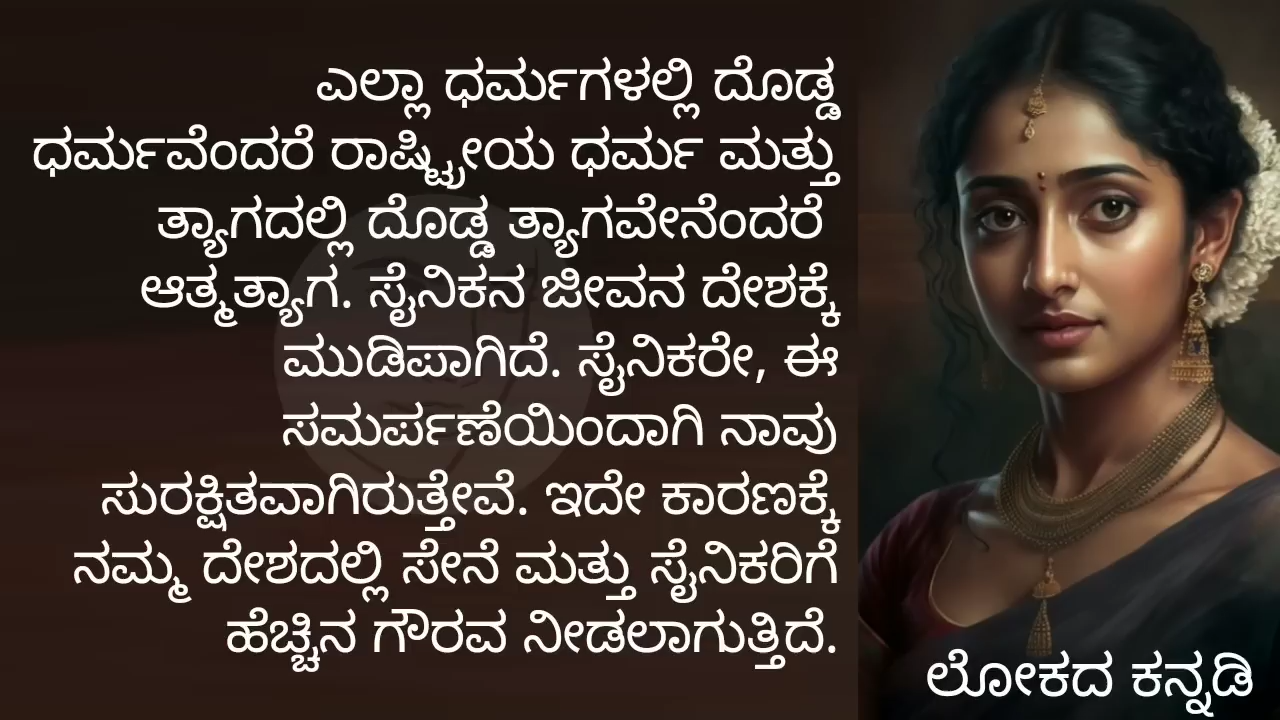 ಎಲ್ಲಾ ಧರ್ಮಗಳಲ್ಲಿ ದೊಡ್ಡ
ಧರ್ಮವೆಂದರೆ ರಾಷ್ಟ್ರೀಯ ಧರ್ಮ ಮತ್ತು
ತ್ಯಾಗದಲ್ಲಿ ದೊಡ್ಡ ತ್ಯಾಗವೇನೆಂದರೆ
ಆತ್ಮತ್ಯಾಗ. ಸೈನಿಕನ ಜೀವನ ದೇಶಕ್ಕೆ
ಮುಡಿಪಾಗಿದೆ. ಸೈನಿಕರೇ, ಈ
ಸಮರ್ಪಣೆಯಿಂದಾಗಿ ನಾವು
ಸುರಕ್ಷಿತವಾಗಿರುತ್ತೇವೆ. ಇದೇ ಕಾರಣಕ್ಕೆ
ನಮ್ಮ ದೇಶದಲ್ಲಿ ಸೇನೆ ಮತ್ತು ಸೈನಿಕರಿಗೆ
ಹೆಚ್ಚಿನ ಗೌರವ ನೀಡಲಾಗುತ್ತಿದೆ.
ಲೋಕದ ಕನ್ನಡಿ